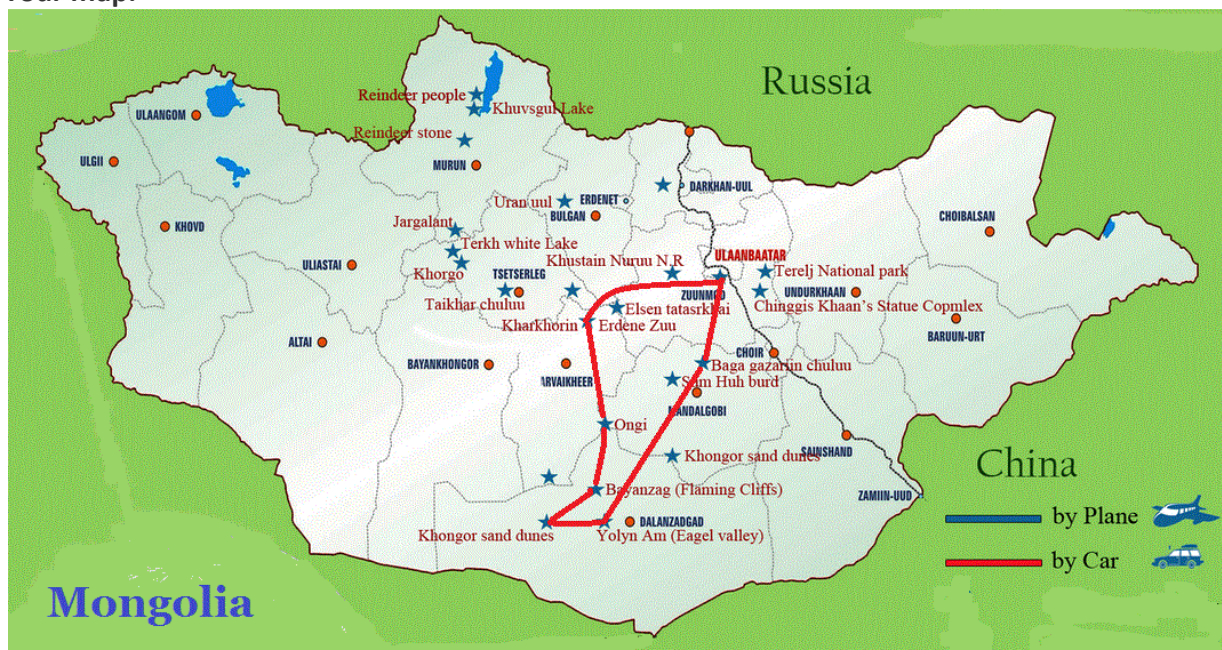 Russia
Reindeer people
Khuvsgul Lake
ULAANGOM
Reindeer stone
ULGII
MURUN
DARKHAN-UUL
Uran uul
ERDENET
BULGAN
CHOIBALSAN
KHOVD
Jargalant
Terkh white Lake
ULAANBAATAR
Khustain Nuruu N.R
ULIASTAI
Khorgo
TSETSERLEG
Terelj National park
Taikhar chuluu
ZUUNMOD
UNDURKHAAN
Chinggis Khaan's Statue Copmlex
Elsen tatasrkhai
Kharkhorin
Erdene Zuu
BARUUN-URT
ALTAI
CHOIR
BAYANKHONGOR
Baga gazariin chuluu
ARVAIKHEER
Sum Huh burd
MANDALGOBI
Ongi
SAINSHAND
Khongor sand dunes
China
Bayanzag (Flaming Cliffs)
ZAMIIN-UUD
by Plane
DALANZADGAD
Khongor sand dunes
Yolyn Am (Eagel valley)
by Car
Mongolia